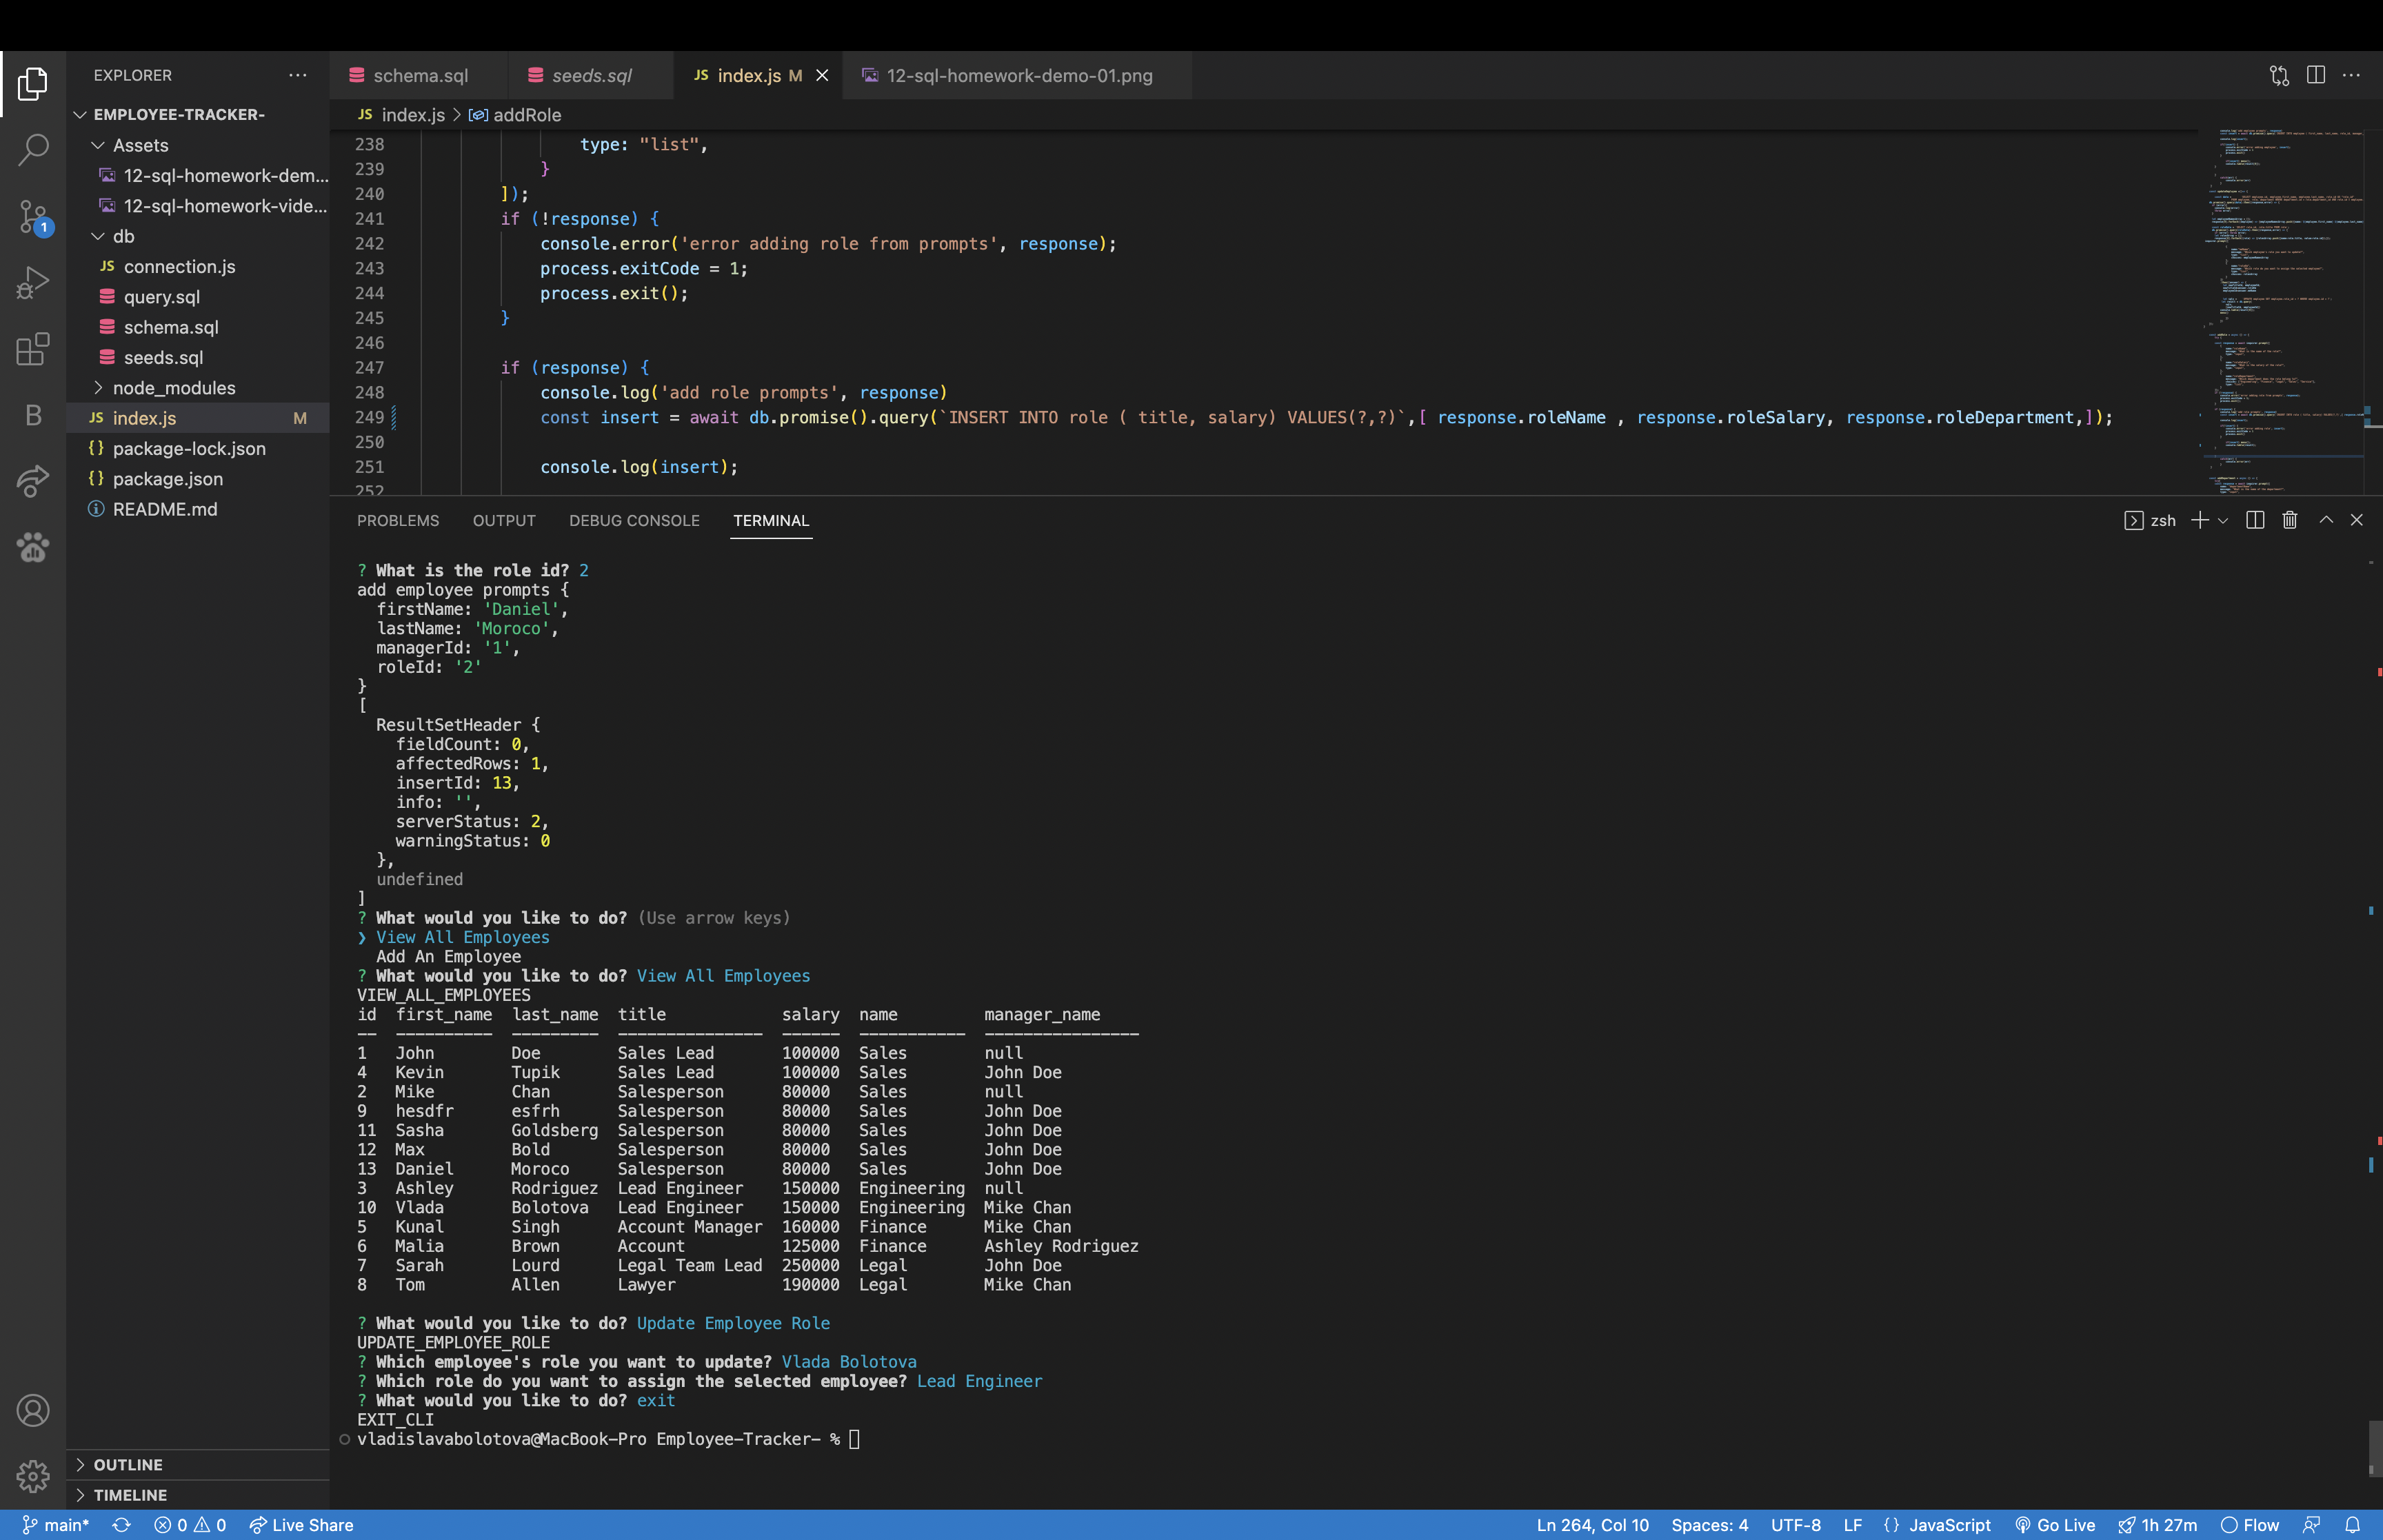 EXPLORER
EMPLOYEE-TRACKER-
Assets
12-sql-homework-dem...
12-sql-homework-vide...
db
JS connection.js
query.sql
schema.sql
seeds.sql
node_modules
JS index.js M
{} package-lock.json
{} package.json
README.md
OUTLINE
TIMELINE
1
B
schema.sql
seeds.sql
JS index.js M
12-sql-homework-demo-01.png
JS index.js > addRole
238 type: "list",
239 }
240 ]);
241 if (!response) {
242 console.error('error adding role from prompts', response);
243 process.exitCode = 1;
244 process.exit();
245 }
246
247 if (response) {
248 console.log('add role prompts', response)
249 const insert = await db.promise().query(`INSERT INTO role ( title, salary) VALUES(?,?)`,[ response.roleName , response.roleSalary, response.roleDepartment,]);
250
251 console.log(insert);
252
PROBLEMS OUTPUT DEBUG CONSOLE TERMINAL
zsh
? What is the role id? 2
add employee prompts {
firstName: 'Daniel',
lastName: 'Moroco',
managerId: '1',
roleId: '2'
}
[
ResultSetHeader {
fieldCount: 0,
affectedRows: 1,
insertId: 13,
info: '',
serverStatus: 2,
warningStatus: 0
},
undefined
]
? What would you like to do? (Use arrow keys)
❯ View All Employees
Add An Employee
? What would you like to do? View All Employees
VIEW_ALL_EMPLOYEES
id first_name last_name title salary name manager_name
-- ---------- --------- --------------- ------ ----------- ----------------
1 John Doe Sales Lead 100000 Sales null
4 Kevin Tupik Sales Lead 100000 Sales John Doe
2 Mike Chan Salesperson 80000 Sales null
9 hesdfr esfrh Salesperson 80000 Sales John Doe
11 Sasha Goldsberg Salesperson 80000 Sales John Doe
12 Max Bold Salesperson 80000 Sales John Doe
13 Daniel Moroco Salesperson 80000 Sales John Doe
3 Ashley Rodriguez Lead Engineer 150000 Engineering null
10 Vlada Bolotova Lead Engineer 150000 Engineering Mike Chan
5 Kunal Singh Account Manager 160000 Finance Mike Chan
6 Malia Brown Account 125000 Finance Ashley Rodriguez
7 Sarah Lourd Legal Team Lead 250000 Legal John Doe
8 Tom Allen Lawyer 190000 Legal Mike Chan
? What would you like to do? Update Employee Role
UPDATE_EMPLOYEE_ROLE
? Which employee's role you want to update? Vlada Bolotova
? Which role do you want to assign the selected employee? Lead Engineer
? What would you like to do? exit
EXIT_CLI
vladislavabolotova@MacBook-Pro Employee-Tracker- %
main* 0 0 Live Share Ln 264, Col 10 Spaces: 4 UTF-8 LF {} JavaScript Go Live 1h 27m Flow